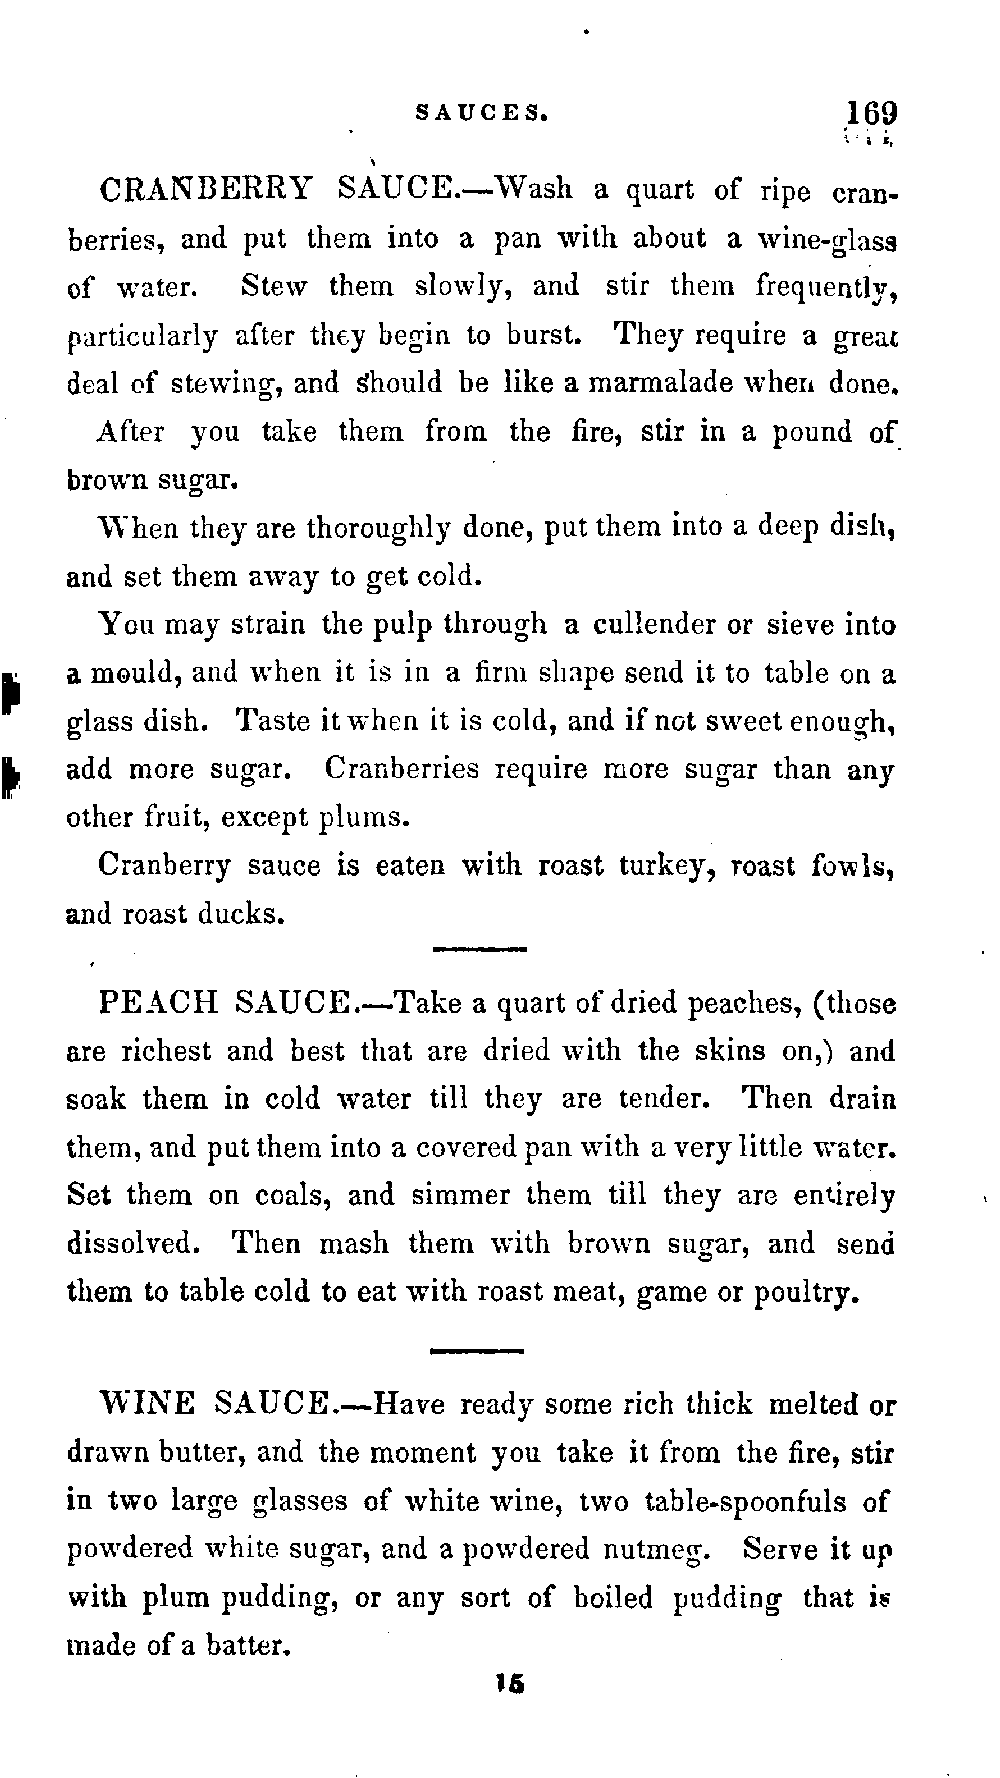 SAUCES. 169
CRANBERRY SAUCE.—Wash a quart of ripe cran-
berries, and put them into a pan with about a wine-glass
of water. Stew them slowly, and stir them frequently,
particularly after they begin to burst. They require a great
deal of stewing, and should be like a marmalade when done.
After you take them from the fire, stir in a pound of
brown sugar.
When they are thoroughly done, put them into a deep dish,
and set them away to get cold.
You may strain the pulp through a cullender or sieve into
a mould, and when it is in a firm shape send it to table on a
glass dish. Taste it when it is cold, and if not sweet enough,
add more sugar. Cranberries require more sugar than any
other fruit, except plums.
Cranberry sauce is eaten with roast turkey, roast fowls,
and roast ducks.
PEACH SAUCE.—Take a quart of dried peaches, (those
are richest and best that are dried with the skins on,) and
soak them in cold water till they are tender. Then drain
them, and put them into a covered pan with a very little water.
Set them on coals, and simmer them till they are entirely
dissolved. Then mash them with brown sugar, and send
them to table cold to eat with roast meat, game or poultry.
WINE SAUCE.—Have ready some rich thick melted or
drawn butter, and the moment you take it from the fire, stir
in two large glasses of white wine, two table-spoonfuls of
powdered white sugar, and a powdered nutmeg. Serve it up
with plum pudding, or any sort of boiled pudding that is
made of a batter.
15